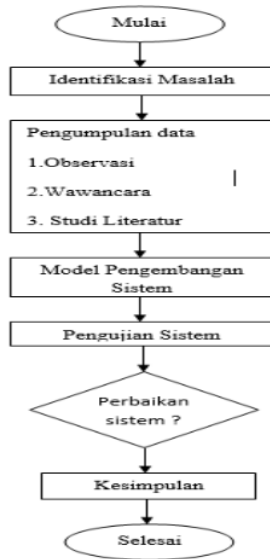 Mulai
Identifikasi Masalah
Pengumpulan data
1.Observasi
2.Wawancara
3. Studi Literatur
Model Pengembangan
Sistem
Pengujian Sistem
Perbaikan
sistem ?
Kesimpulan
Selesai